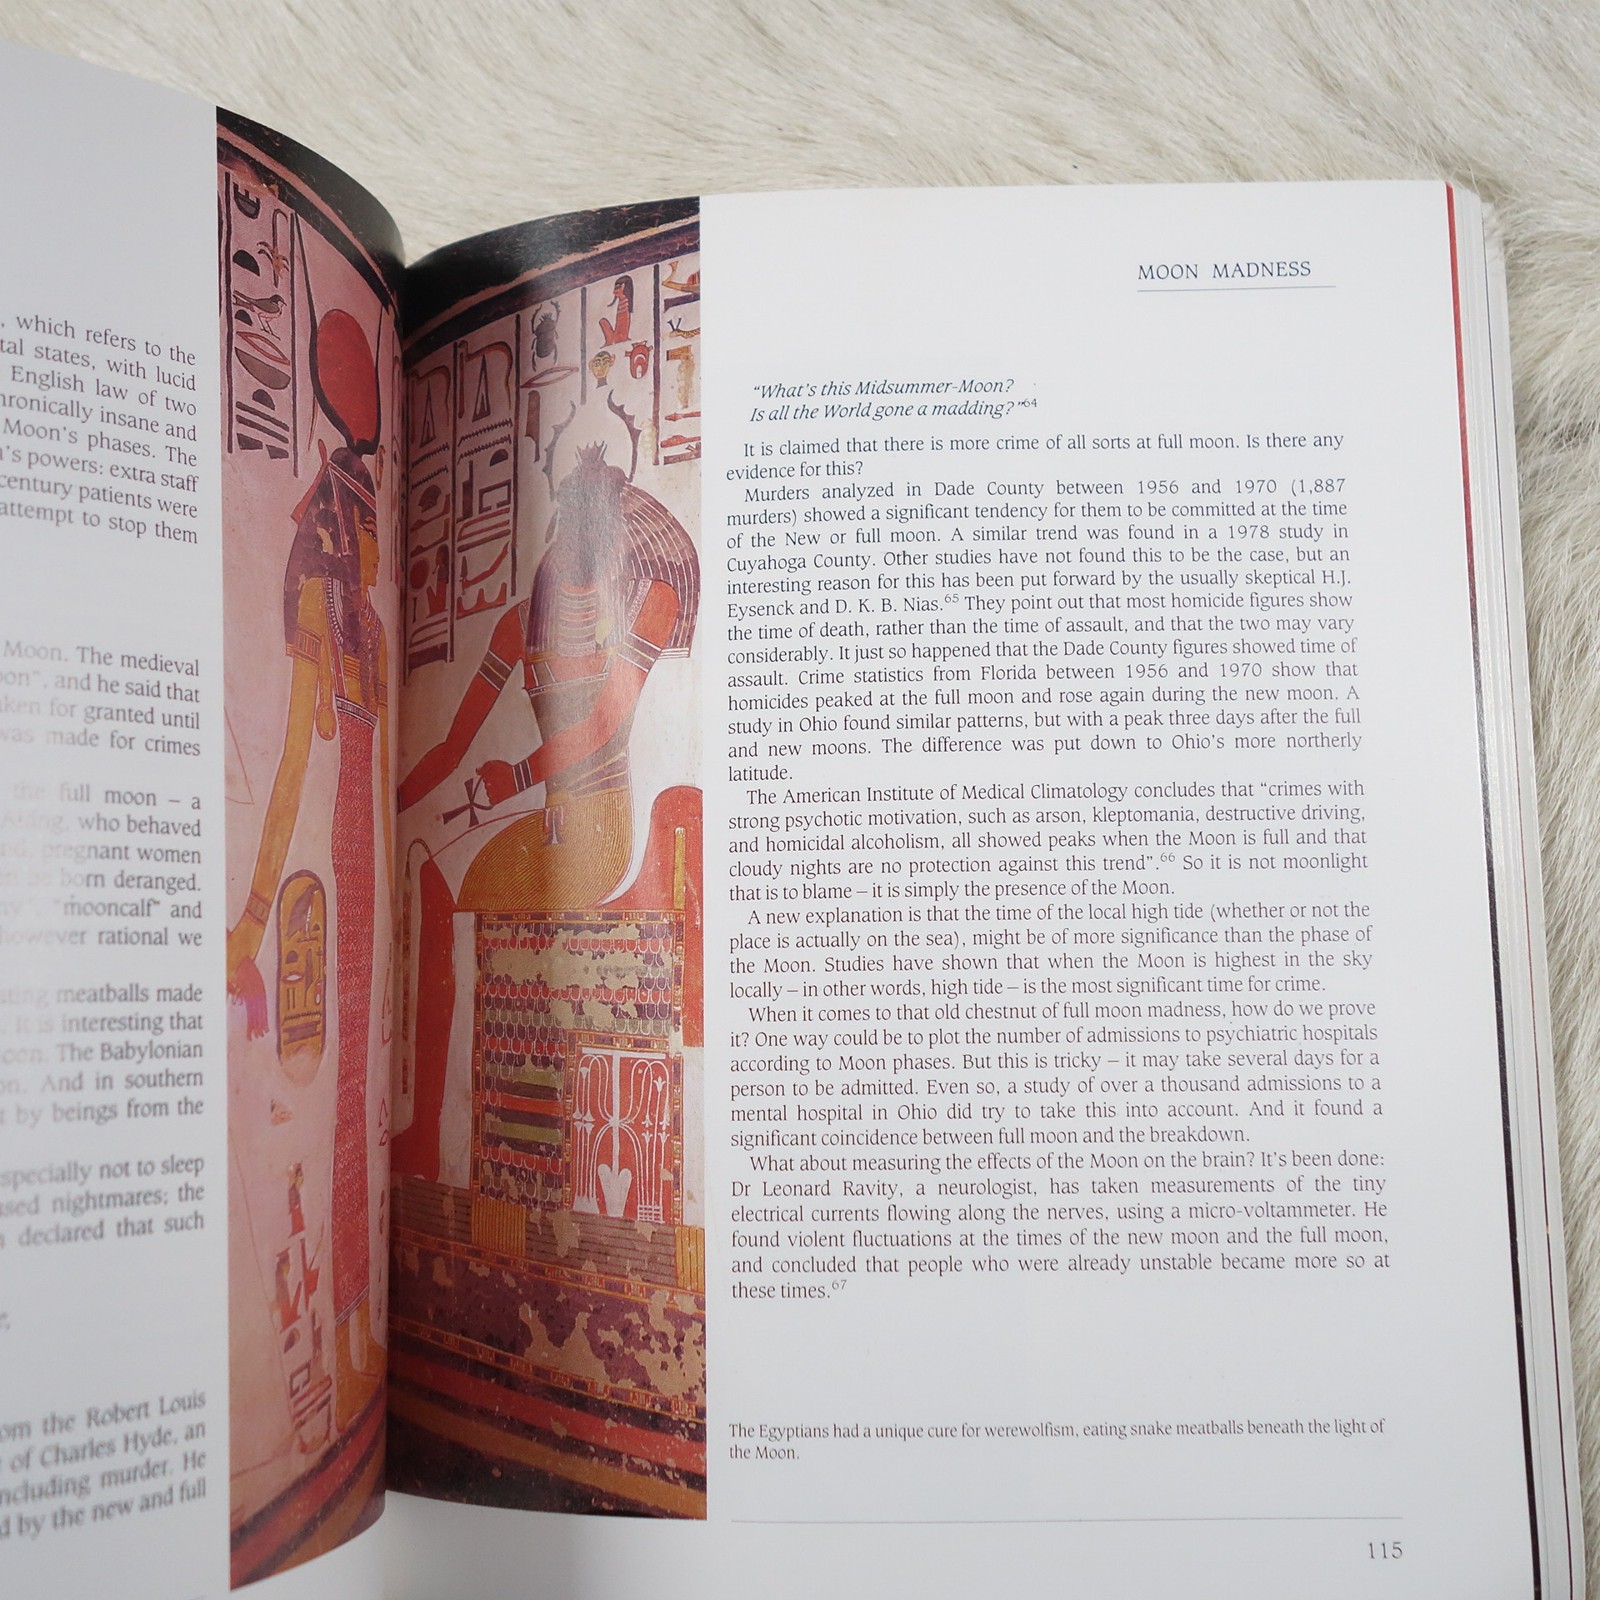 , which refers to the
tal states, with lucid
English law of two
hronically insane and
Moon's phases. The
's powers: extra staff
century patients were
attempt to stop them
Moon. The medieval
oon", and he said that
aken for granted until
was made for crimes
the full moon – a
who behaved
pregnant women
born deranged.
"mooncalf" and
however rational we
meatballs made
it is interesting that
The Babylonian
on. And in southern
t by beings from the
specially not to sleep
used nightmares; the
declared that such
om the Robert Louis
of Charles Hyde, an
ncluding murder. He
d by the new and full
MOON MADNESS
"What's this Midsummer-Moon?
Is all the World gone a madding?"64
It is claimed that there is more crime of all sorts at full moon. Is there any
evidence for this?
Murders analyzed in Dade County between 1956 and 1970 (1,887
murders) showed a significant tendency for them to be committed at the time
of the New or full moon. A similar trend was found in a 1978 study in
Cuyahoga County. Other studies have not found this to be the case, but an
interesting reason for this has been put forward by the usually skeptical H.J.
Eysenck and D. K. B. Nias.65 They point out that most homicide figures show
the time of death, rather than the time of assault, and that the two may vary
considerably. It just so happened that the Dade County figures showed time of
assault. Crime statistics from Florida between 1956 and 1970 show that
homicides peaked at the full moon and rose again during the new moon. A
study in Ohio found similar patterns, but with a peak three days after the full
and new moons. The difference was put down to Ohio's more northerly
latitude.
The American Institute of Medical Climatology concludes that "crimes with
strong psychotic motivation, such as arson, kleptomania, destructive driving,
and homicidal alcoholism, all showed peaks when the Moon is full and that
cloudy nights are no protection against this trend".66 So it is not moonlight
that is to blame – it is simply the presence of the Moon.
A new explanation is that the time of the local high tide (whether or not the
place is actually on the sea), might be of more significance than the phase of
the Moon. Studies have shown that when the Moon is highest in the sky
locally – in other words, high tide – is the most significant time for crime.
When it comes to that old chestnut of full moon madness, how do we prove
it? One way could be to plot the number of admissions to psychiatric hospitals
according to Moon phases. But this is tricky – it may take several days for a
person to be admitted. Even so, a study of over a thousand admissions to a
mental hospital in Ohio did try to take this into account. And it found a
significant coincidence between full moon and the breakdown.
What about measuring the effects of the Moon on the brain? It's been done:
Dr Leonard Ravity, a neurologist, has taken measurements of the tiny
electrical currents flowing along the nerves, using a micro-voltammeter. He
found violent fluctuations at the times of the new moon and the full moon,
and concluded that people who were already unstable became more so at
these times.67
The Egyptians had a unique cure for werewolfism, eating snake meatballs beneath the light of
the Moon.
115